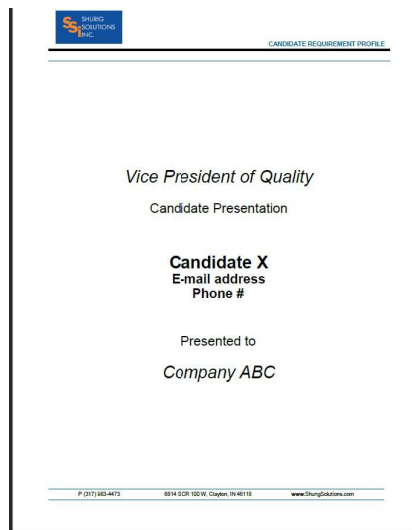 SSi SHURIG
SOLUTIONS
INC.
CANDIDATE REQUIREMENT PROFILE
Vice President of Quality
Candidate Presentation
Candidate X
E-mail address
Phone #
Presented to
Company ABC
P (317) 983-4473 6814 SCR 100 W, Clayton, IN 46118 www.ShurigSolutions.com